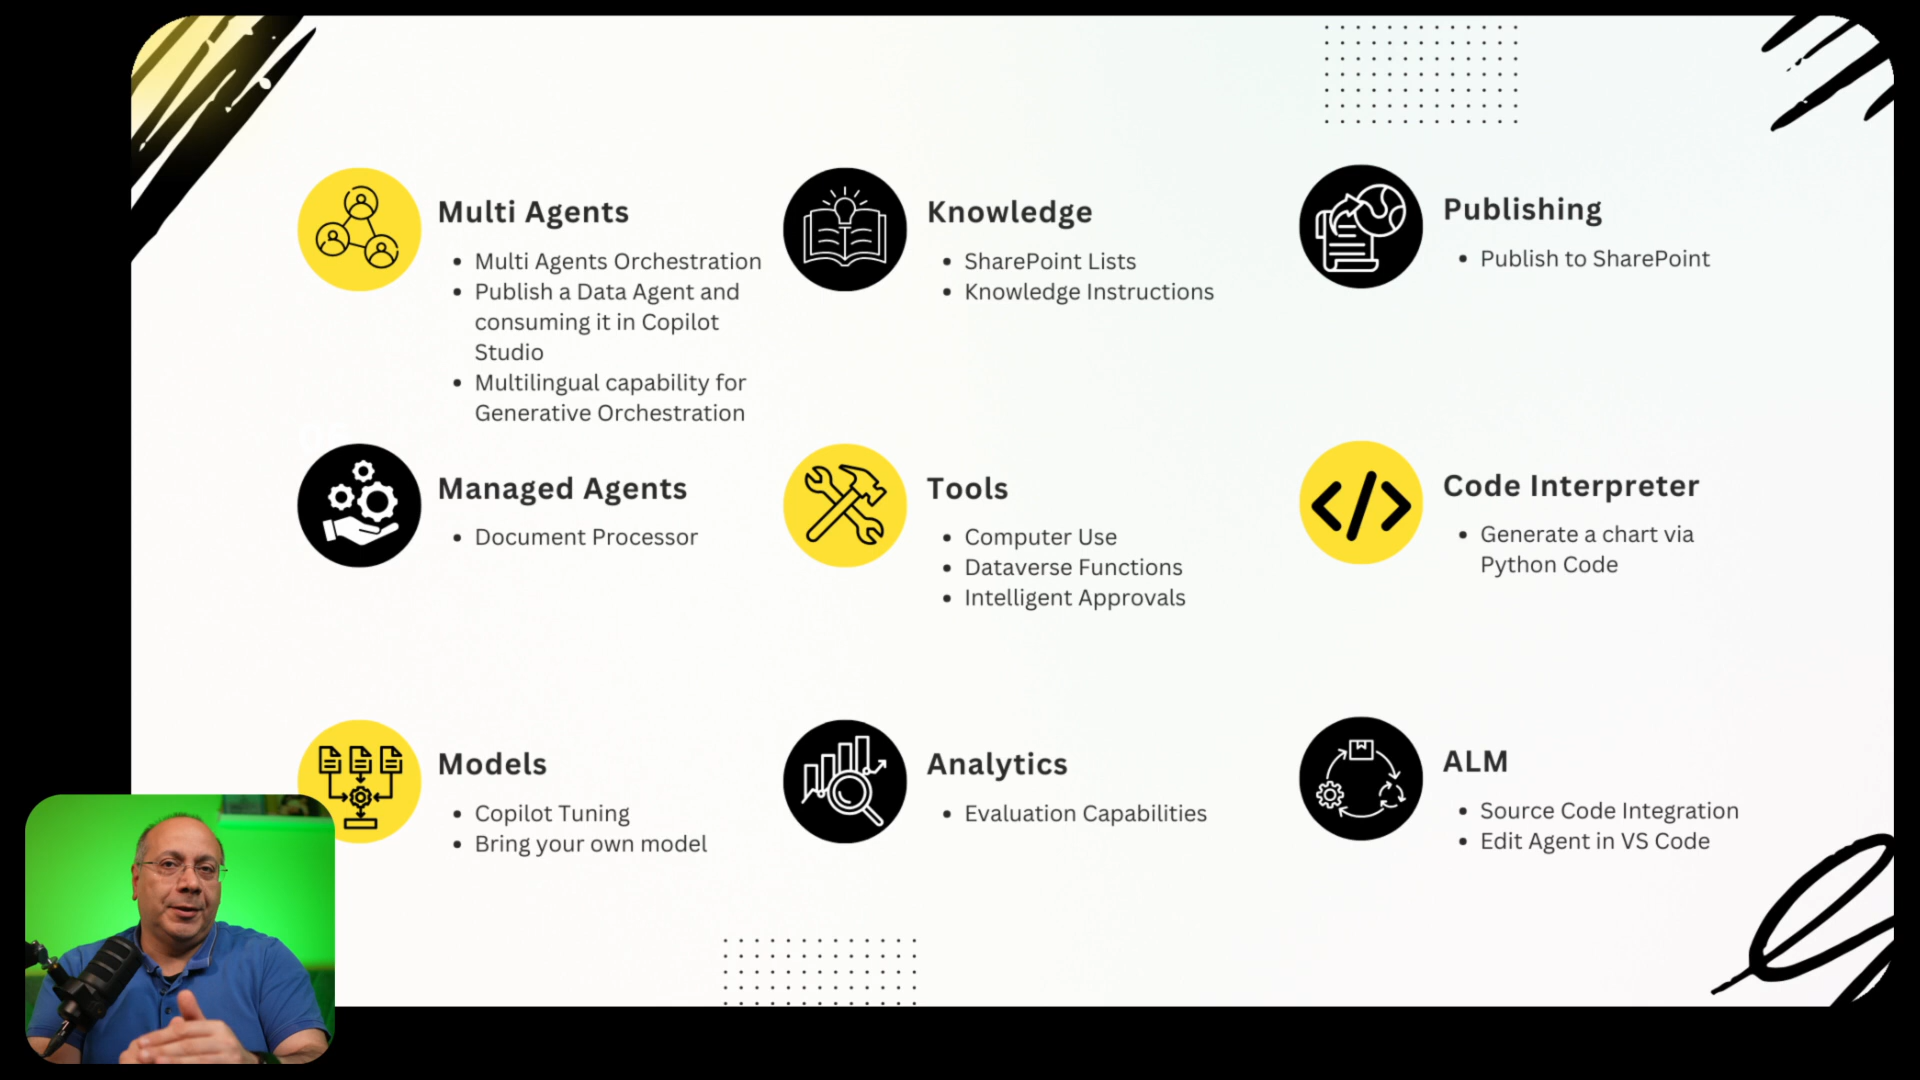 Multi Agents
• Multi Agents Orchestration
• Publish a Data Agent and
consuming it in Copilot
Studio
• Multilingual capability for
Generative Orchestration
Knowledge
• SharePoint Lists
• Knowledge Instructions
Publishing
• Publish to SharePoint
Managed Agents
• Document Processor
Tools
• Computer Use
• Dataverse Functions
• Intelligent Approvals
Code Interpreter
• Generate a chart via
Python Code
Models
• Copilot Tuning
• Bring your own model
Analytics
• Evaluation Capabilities
ALM
• Source Code Integration
• Edit Agent in VS Code